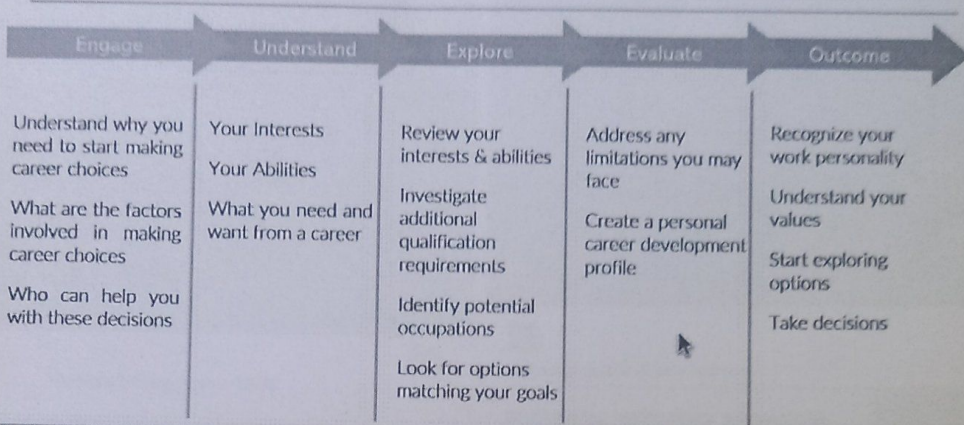 Engage
Understand
Explore
Evaluate
Outcome
Understand why you
need to start making
career choices
What are the factors
involved in making
career choices
Who can help you
with these decisions
Your Interests
Your Abilities
What you need and
want from a career
Review your
interests & abilities
Investigate
additional
qualification
requirements
Identify potential
occupations
Look for options
matching your goals
Address any
limitations you may
face
Create a personal
career development
profile
Recognize your
work personality
Understand your
values
Start exploring
options
Take decisions